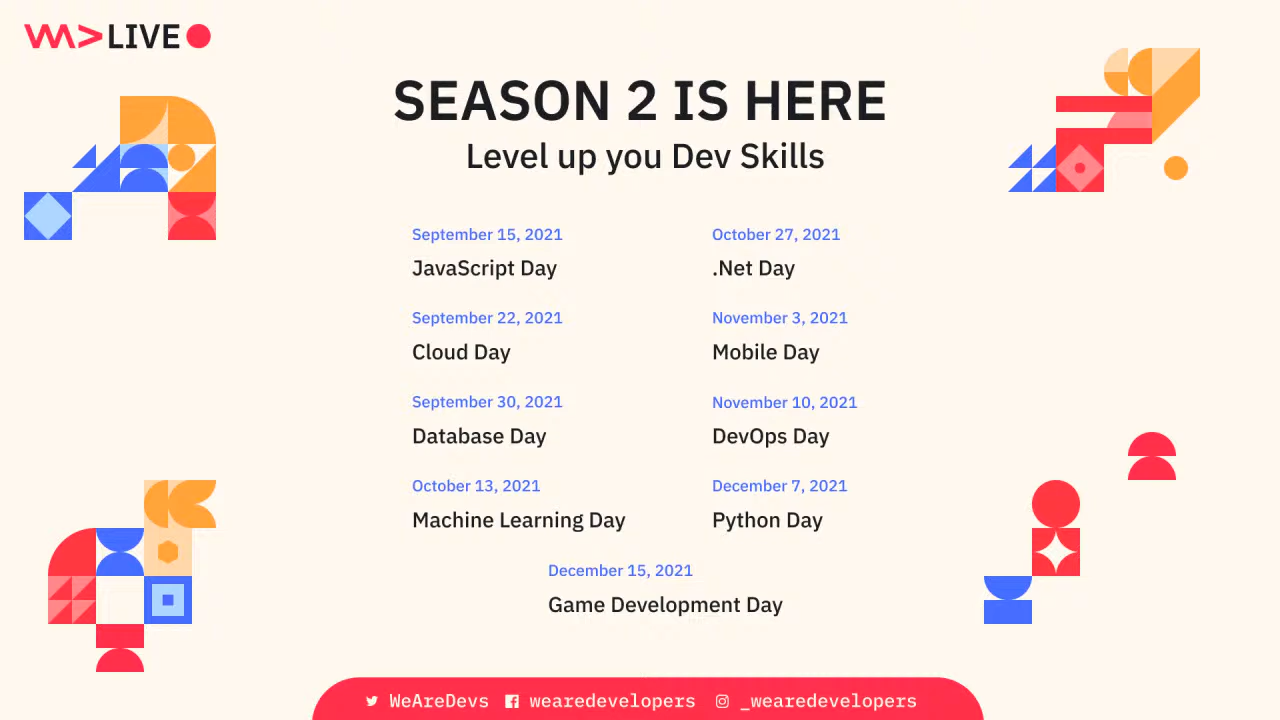 WA>LIVE
SEASON 2 IS HERE
Level up you Dev Skills
September 15, 2021
JavaScript Day
September 22, 2021
Cloud Day
September 30, 2021
Database Day
October 13, 2021
Machine Learning Day
October 27, 2021
.Net Day
November 3, 2021
Mobile Day
November 10, 2021
DevOps Day
December 7, 2021
Python Day
December 15, 2021
Game Development Day
WeAreDevs wearedevelopers _wearedevelopers